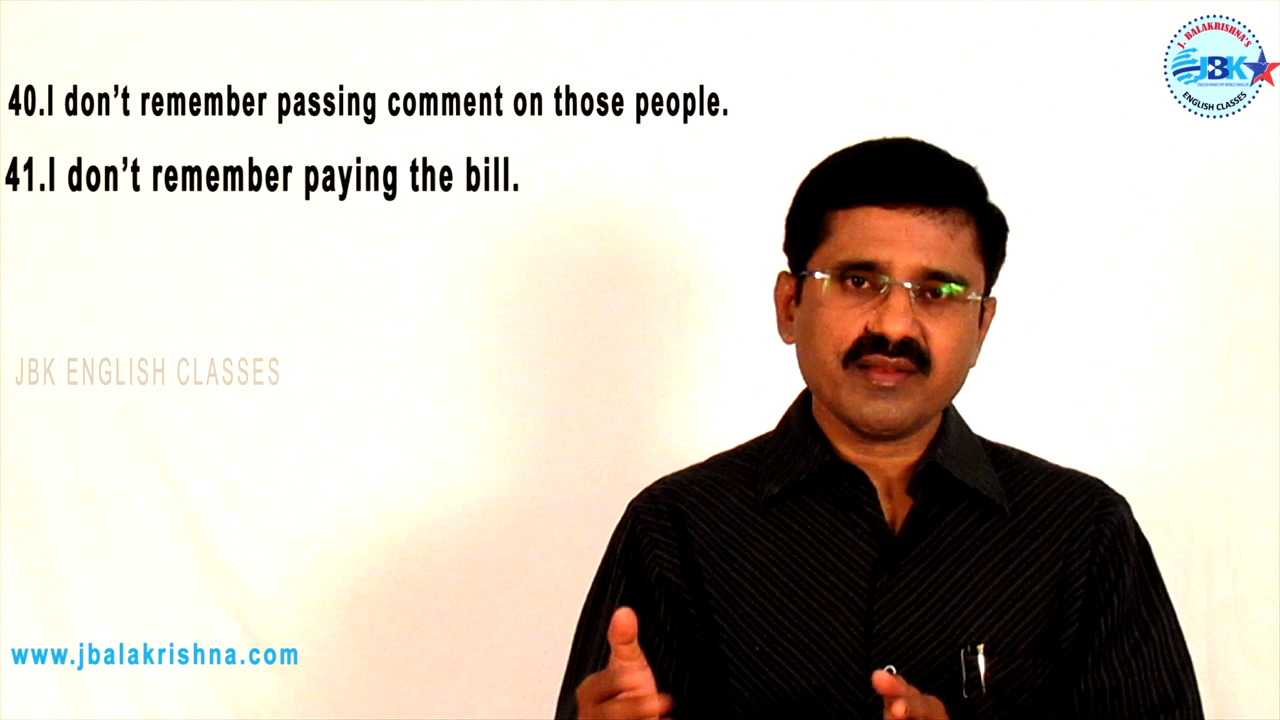 40.I don't remember passing comment on those people.
41.I don't remember paying the bill.
JBK ENGLISH CLASSES
www.jbalakrishna.com
J. BALAKRISHNA'S
JBK
ENGLISH CLASSES